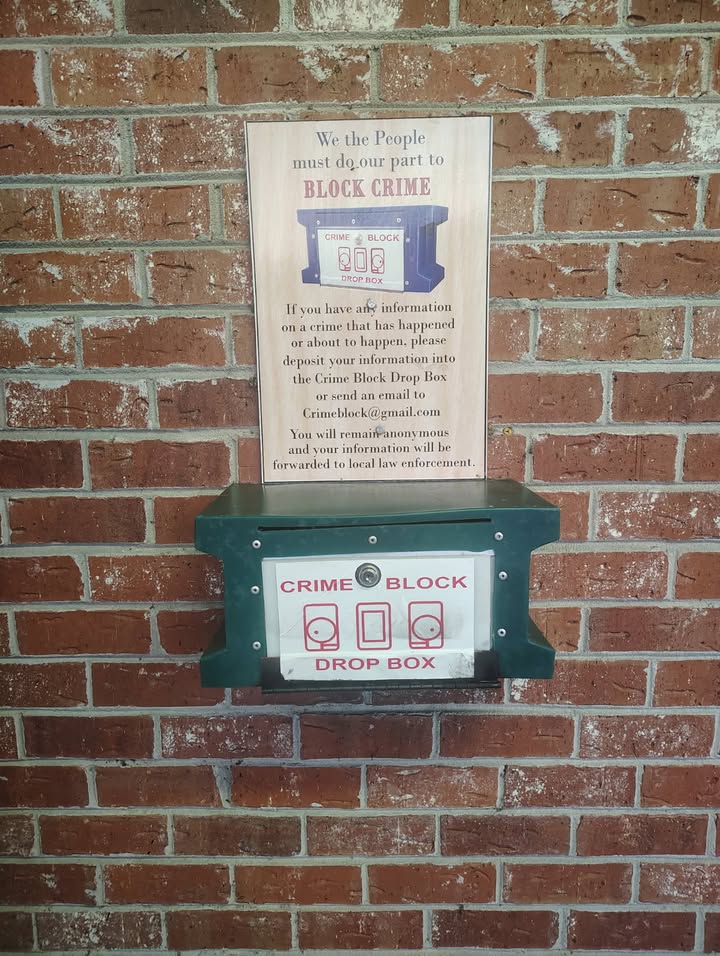 We the People
must do our part to
BLOCK CRIME
CRIME BLOCK
DROP BOX
If you have any information
on a crime that has happened
or about to happen, please
deposit your information into
the Crime Block Drop Box
or send an email to
Crimeblock@gmail.com
You will remain anonymous
and your information will be
forwarded to local law enforcement.
CRIME BLOCK
DROP BOX